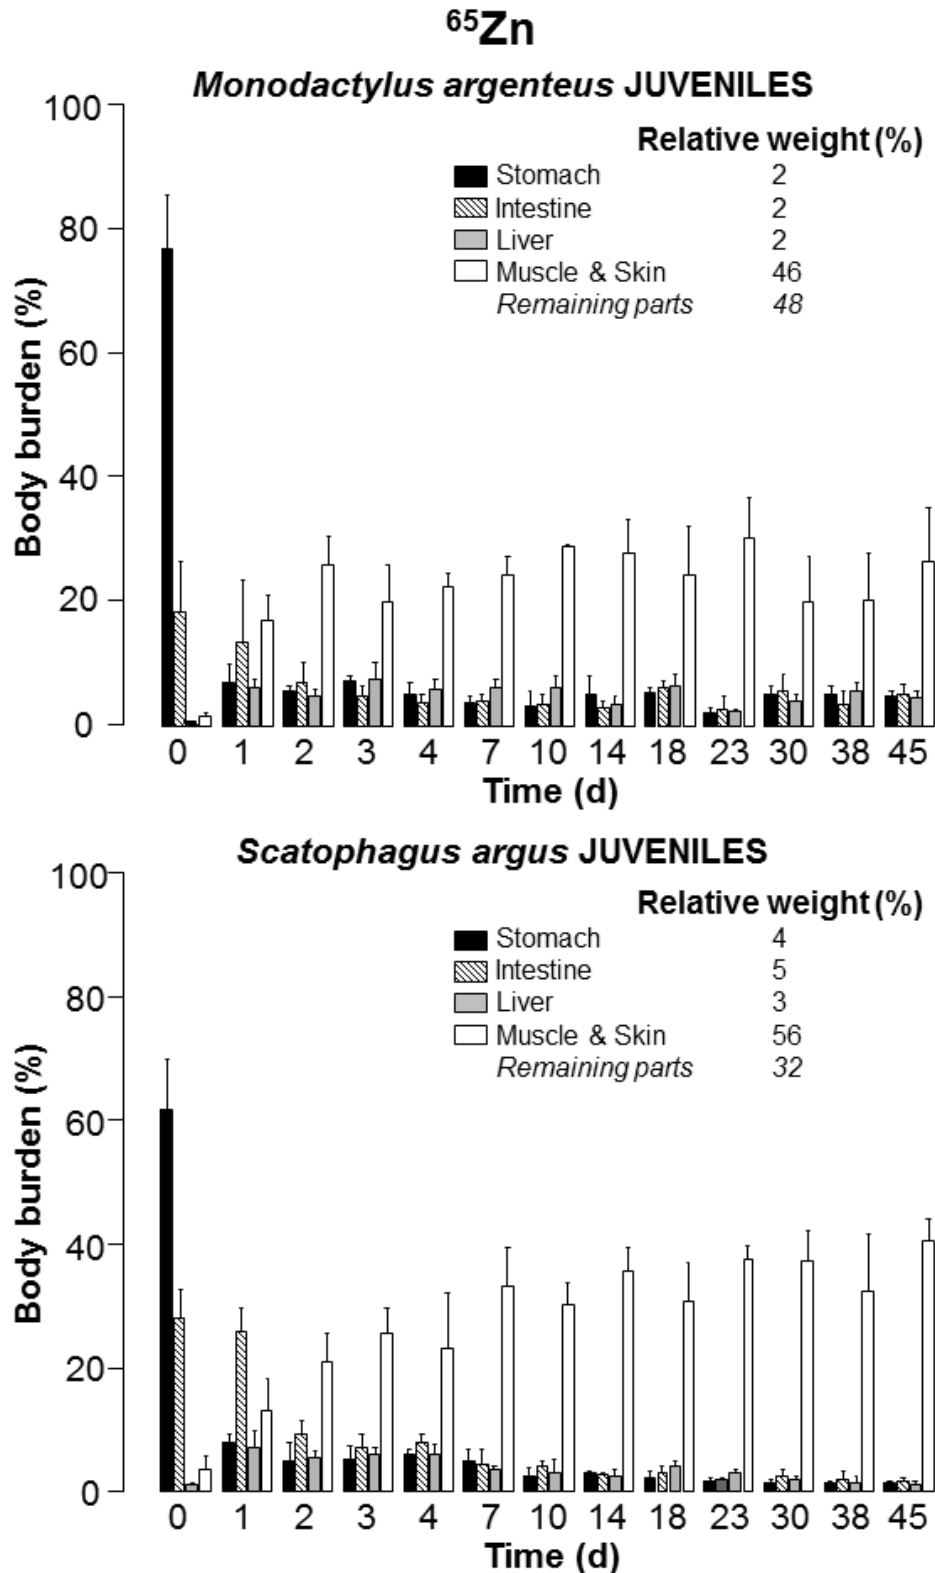 ⁶⁵Zn
Monodactylus argenteus JUVENILES
100
80
60
40
20
0
Body burden (%)
Relative weight (%)
Stomach 2
Intestine 2
Liver 2
Muscle & Skin 46
Remaining parts 48
0 1 2 3 4 7 10 14 18 23 30 38 45
Time (d)
Scatophagus argus JUVENILES
100
80
60
40
20
0
Body burden (%)
Relative weight (%)
Stomach 4
Intestine 5
Liver 3
Muscle & Skin 56
Remaining parts 32
0 1 2 3 4 7 10 14 18 23 30 38 45
Time (d)